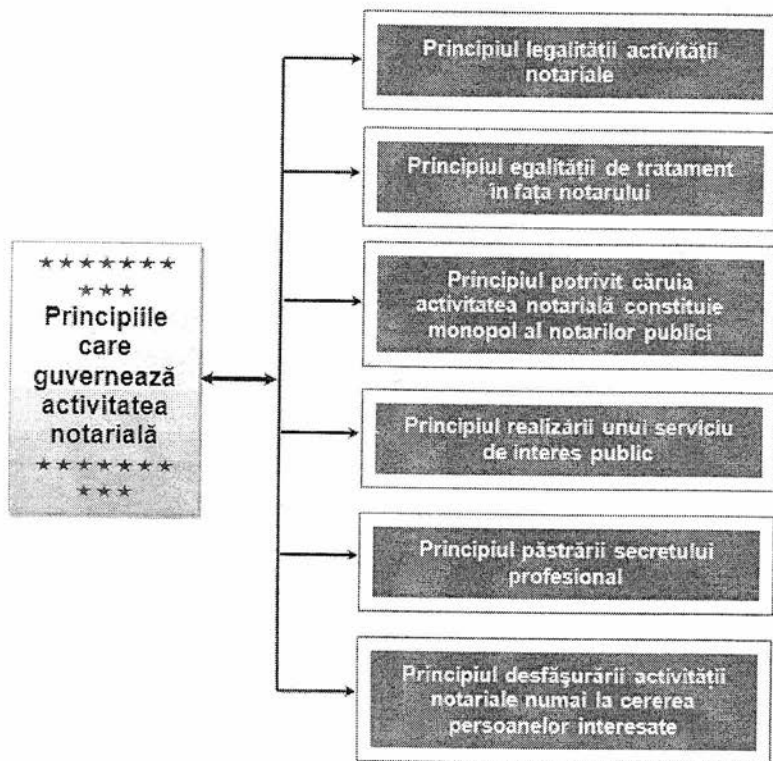 Principiile
care
guvernează
activitatea
notarială
Principiul legalității activității
notariale
Principiul egalității de tratament
în fața notarului
Principiul potrivit căruia
activitatea notarială constituie
monopol al notarilor publici
Principiul realizării unui serviciu
de interes public
Principiul păstrării secretului
profesional
Principiul desfăşurării activității
notariale numai la cererea
persoanelor interesate